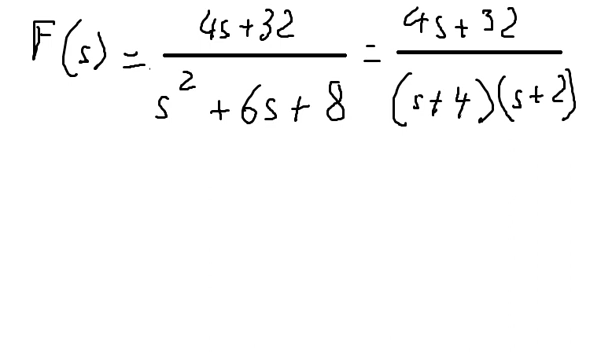 F(s) = (4s+32)/(s^2+6s+8) = (4s+32)/((s+4)(s+2))